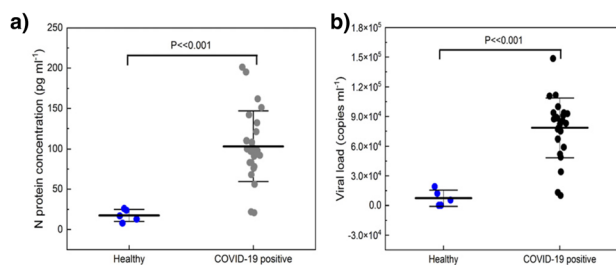 a)
N protein concentration (pg ml⁻¹)
250
200
150
100
50
0
P<<0.001
Healthy
COVID-19 positive
b)
Viral load (copies ml⁻¹)
1.8×10⁵
1.5×10⁵
1.2×10⁵
9.0×10⁴
6.0×10⁴
3.0×10⁴
0.0
-3.0×10⁴
P<<0.001
Healthy
COVID-19 positive